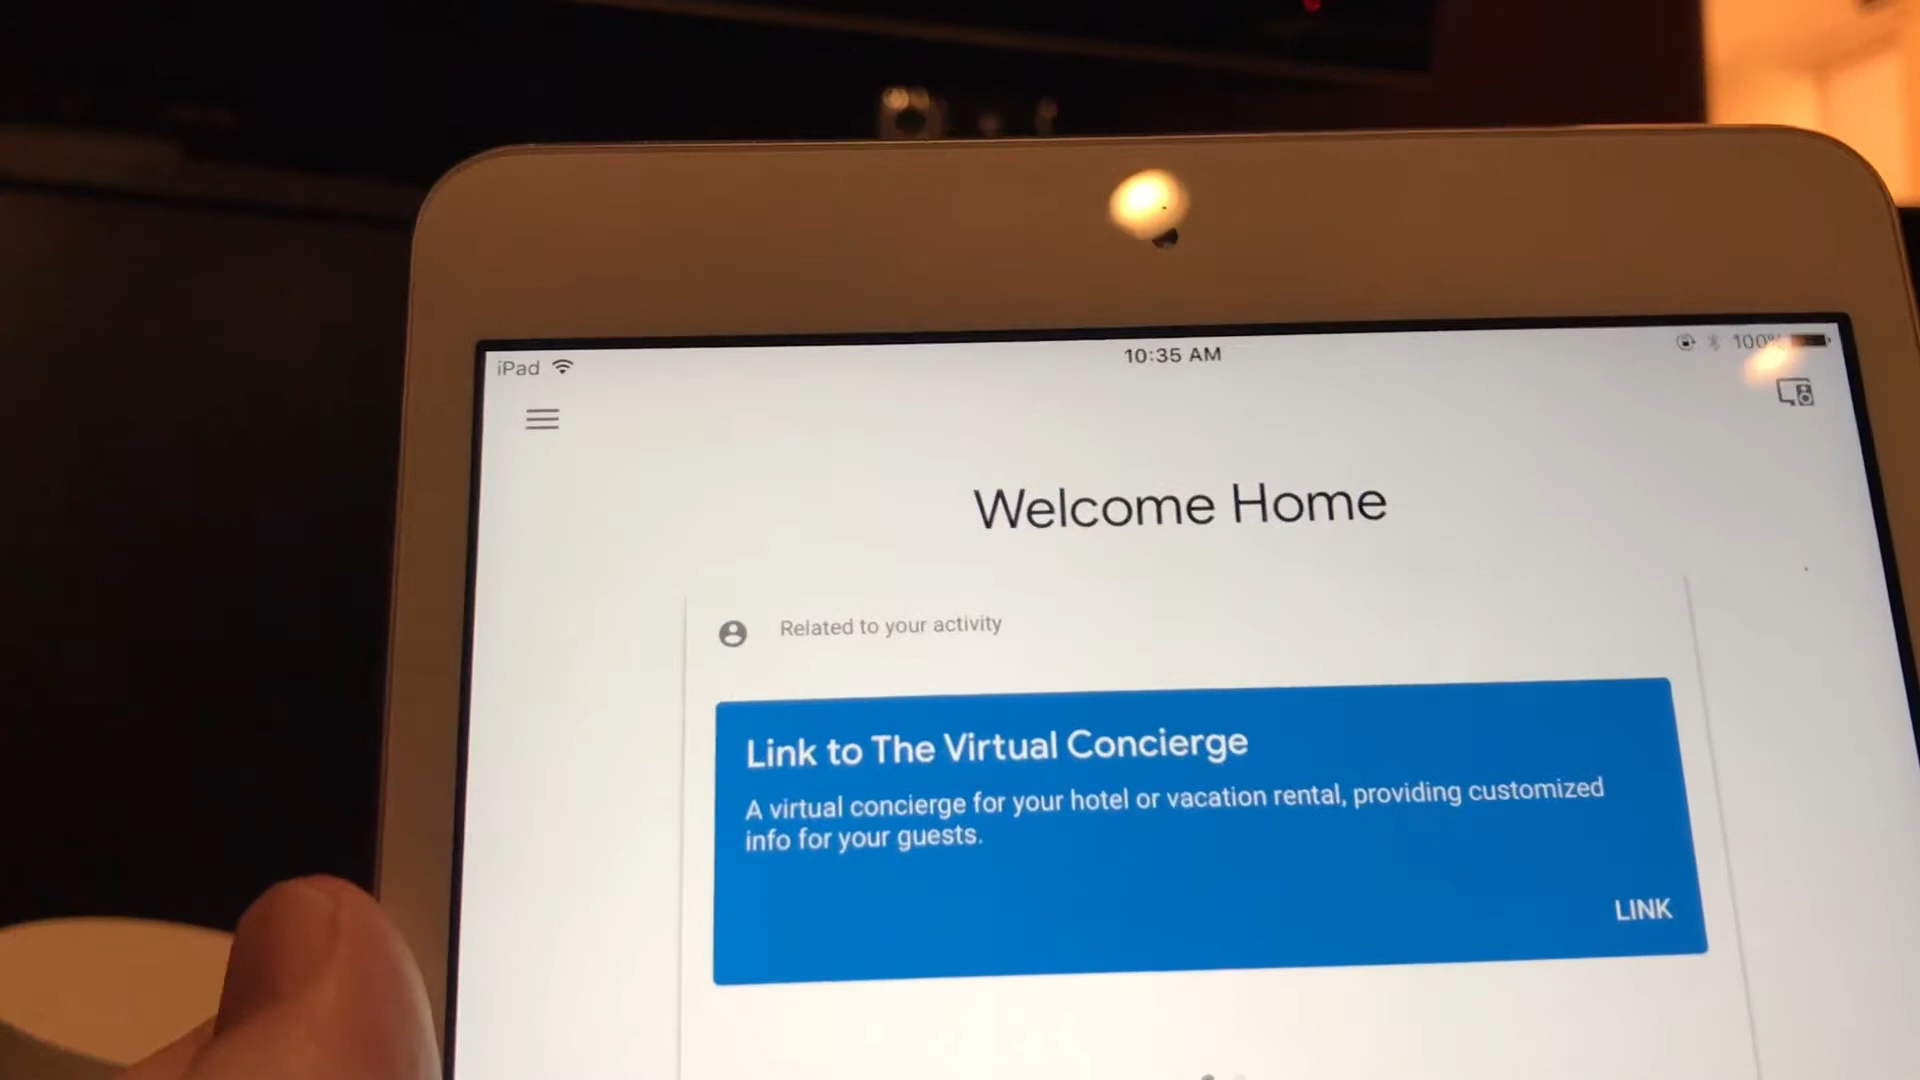 iPad
10:35 AM
100%
Welcome Home
Related to your activity
Link to The Virtual Concierge
A virtual concierge for your hotel or vacation rental, providing customized
info for your guests.
LINK